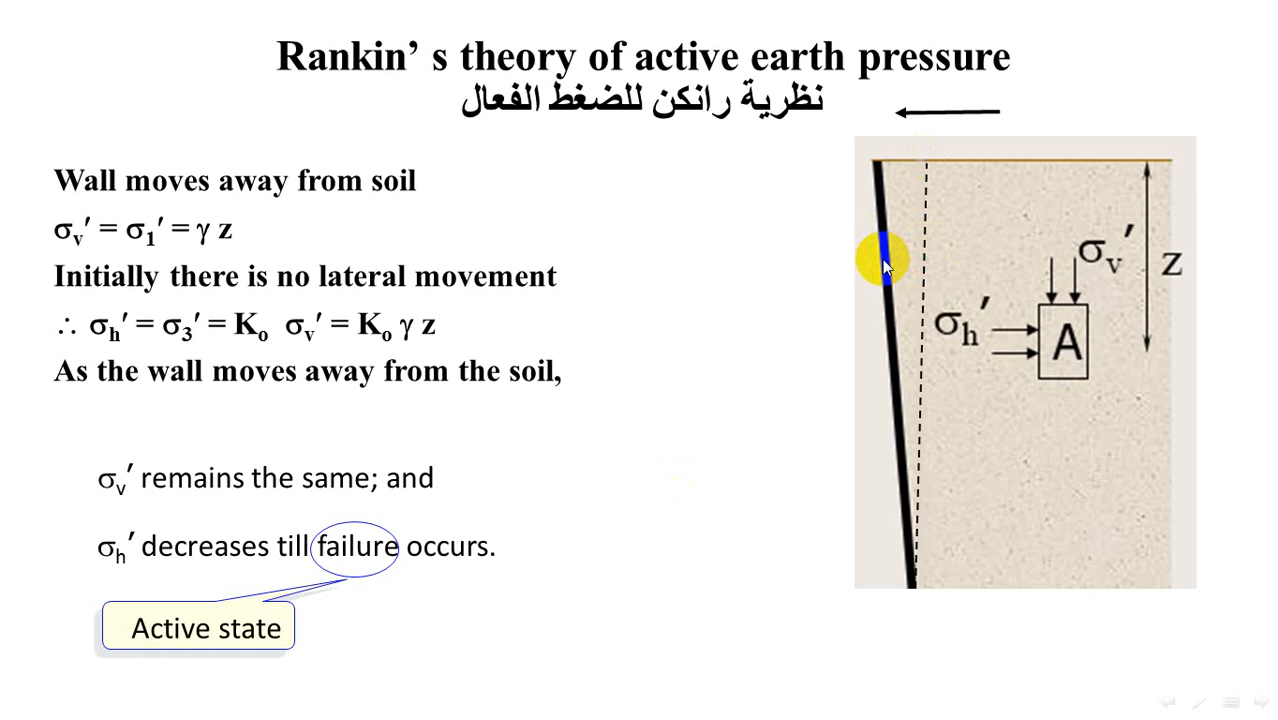 Rankin’ s theory of active earth pressure
نظرية رانكن للضغط الفعال
Wall moves away from soil
σv′ = σ1′ = γ z
Initially there is no lateral movement
∴ σh′ = σ3′ = Ko σv′ = Ko γ z
As the wall moves away from the soil,
σv′ remains the same; and
σh′ decreases till failure occurs.
Active state
σv′
z
σh′
A